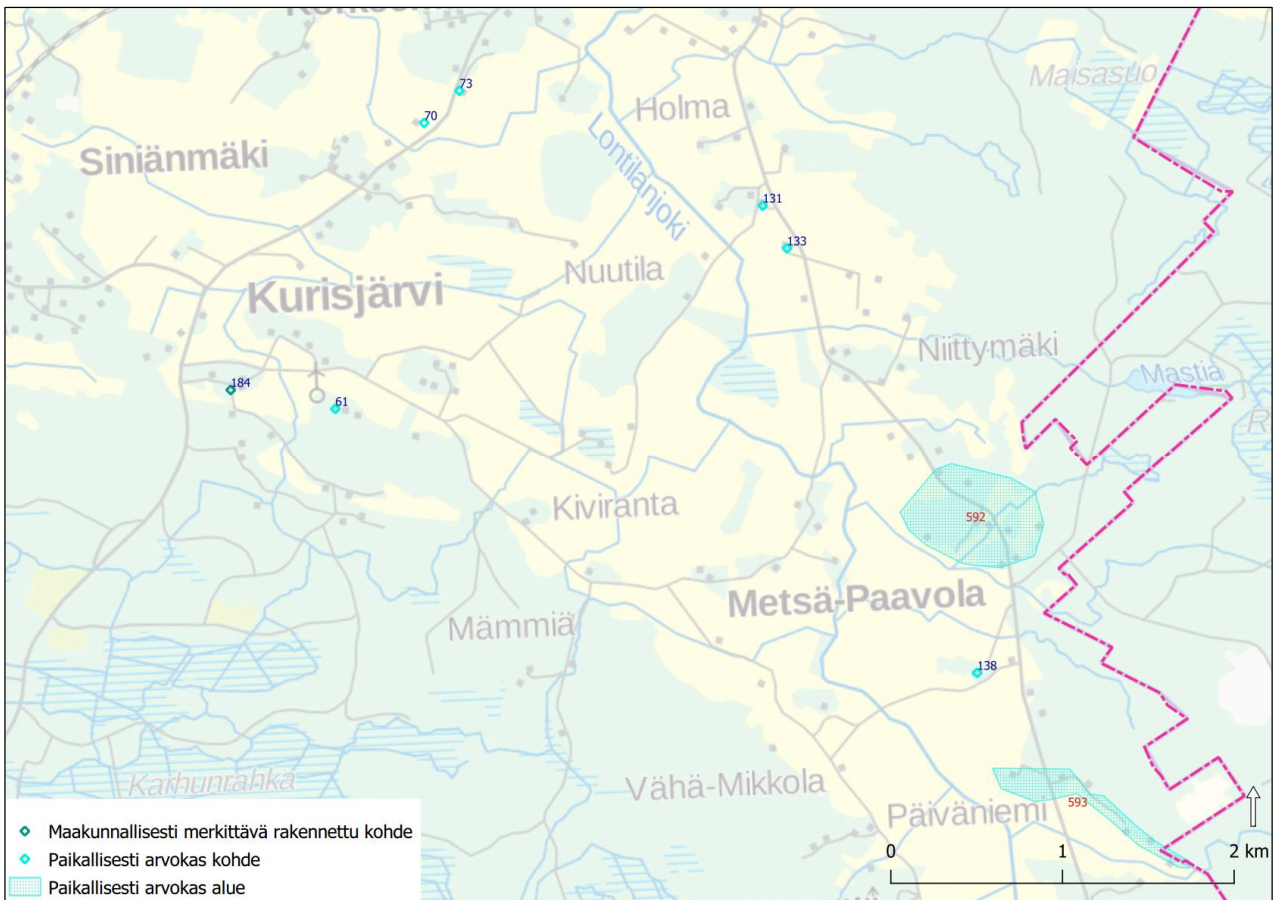 Maisasuo
73
Holma
70
Siniänmäki
Lontilanjoki
131
133
Nuutila
Kurisjärvi
Niittymäki
Mastia
184
61
Kiviranta
592
Metsä-Paavola
Mämmiä
138
Karhunrahka
Vähä-Mikkola
Päiväniemi
593
Maakunnallisesti merkittävä rakennettu kohde
Paikallisesti arvokas kohde
Paikallisesti arvokas alue
0 1 2 km